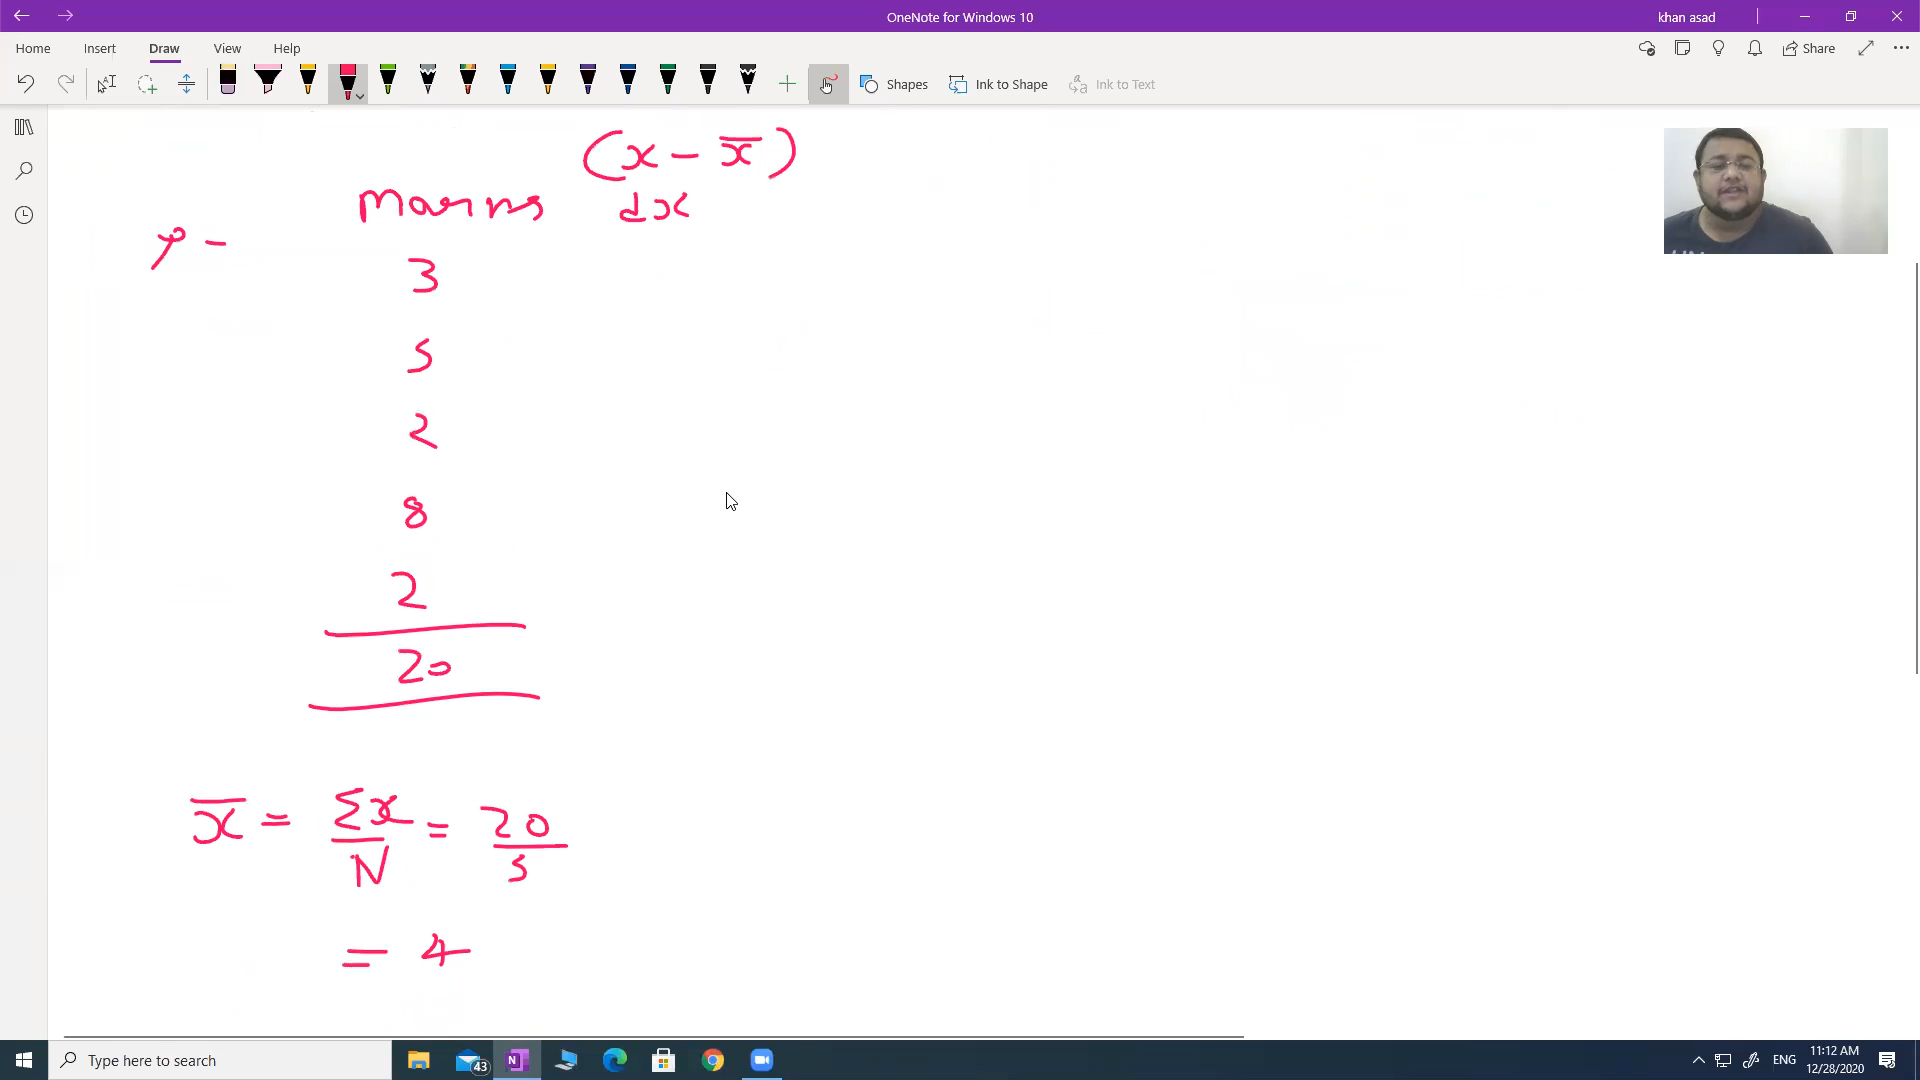 OneNote for Windows 10
khan asad
Home Insert Draw View Help
Share
Shapes Ink to Shape Ink to Text
(x - x̅)
Marks dx
3
5
2
8
2
20
x̅ = Σx/N = 20/5
= 4
Type here to search
43
ENG
11:12 AM
12/28/2020